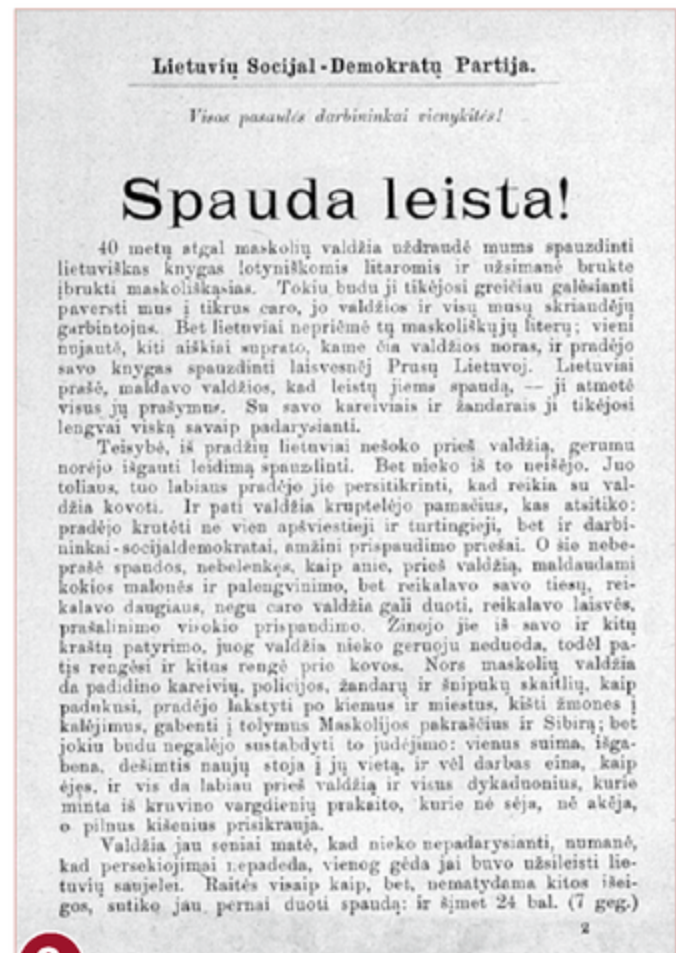 Lietuvių Socijal-Demokratų Partija.
Visos pasaulės darbininkai vienykitės!
Spauda leista!
40 metų atgal maskolių valdžia uždraudė mums spauzdinti
lietuviškas knygas lotyniškomis litaromis ir užsimanė brukte
įbrukti maskoliškąsias. Tokiu budu ji tikėjosi greičiau galėsianti
paversti mus į tikrus caro, jo valdžios ir visų musų skriaudėjų
garbintojus. Bet lietuviai nepriėmė tų maskoliškųjų literų; vieni
nujautė, kiti aiškiai suprato, kame čia valdžios noras, ir pradėjo
savo knygas spauzdinti laisvesnėj Prusų Lietuvoj. Lietuviai
prašė, maldavo valdžios, kad leistų jiems spaudą, — ji atmetė
visus jų prašymus. Su savo kareiviais ir žandarais ji tikėjosi
lengvai viską savaip padarysianti.
Teisybė, iš pradžių lietuviai nešoko prieš valdžią, gerumu
norėjo išgauti leidimą spauzdinti. Bet nieko iš to neišėjo. Juo
toliaus, tuo labiaus pradėjo jie persitikrinti, kad reikia su val-
džia kovoti. Ir pati valdžia kruptelėjo pamačius, kas atsitiko:
pradėjo krutėti ne vien apšviestieji ir turtingieji, bet ir darbi-
ninkai-socijaldemokratai, amžini prispaudimo priešai. O šie nebe-
prašė spaudos, nebelenkęs, kaip anie, prieš valdžią, maldaudami
kokios malonės ir palengvinimo, bet reikalavo savo tiesų, rei-
kalavo daugiaus, negu caro valdžia gali duoti, reikalavo laisvės,
prašalinimo visokio prispaudimo. Žinojo jie iš savo ir kitų
kraštų patyrimo, juog valdžia nieko geruoju neduoda, todėl pa-
tįs rengėsi ir kitus rengė prie kovos. Nors maskolių valdžia
da padidino kareivių, policijos, žandarų ir šnipukų skaitlių, kaip
padukusi, pradėjo lakstyti po kiemus ir miestus, kišti žmones į
kalėjimus, gabenti į tolymus Maskolijos pakraščius ir Sibirą; bet
jokiu budu negalėjo sustabdyti to judėjimo: vienus suima, išga-
bena, dešimtis naujų stoja į jų vietą, ir vėl darbas eina, kaip
ėjęs, ir vis da labiau prieš valdžią ir visus dykaduonius, kurie
minta iš kruvino vargdienių prakaito, kurie nė sėja, nė akėja,
o pilnus kišenius prisikrauja.
Valdžia jau seniai matė, kad nieko nepadarysianti, numanė,
kad persekiojimai nepadeda, vienog gėda jai buvo užsileisti lie-
tuvių saujelei. Raitės visaip kaip, bet, nematydama kitos išei-
gos, sutiko jau pernai duoti spaudą: ir šįmet 24 bal. (7 geg.)
2